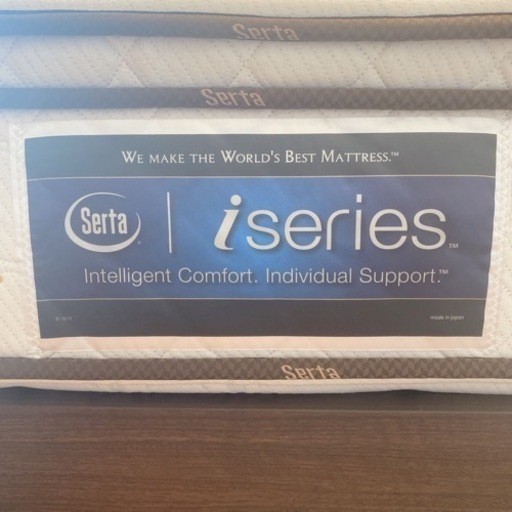 Serta
Serta
WE MAKE THE WORLD'S BEST MATTRESS.™
Serta
iseries™
Intelligent Comfort. Individual Support.™
made in japan
Serta